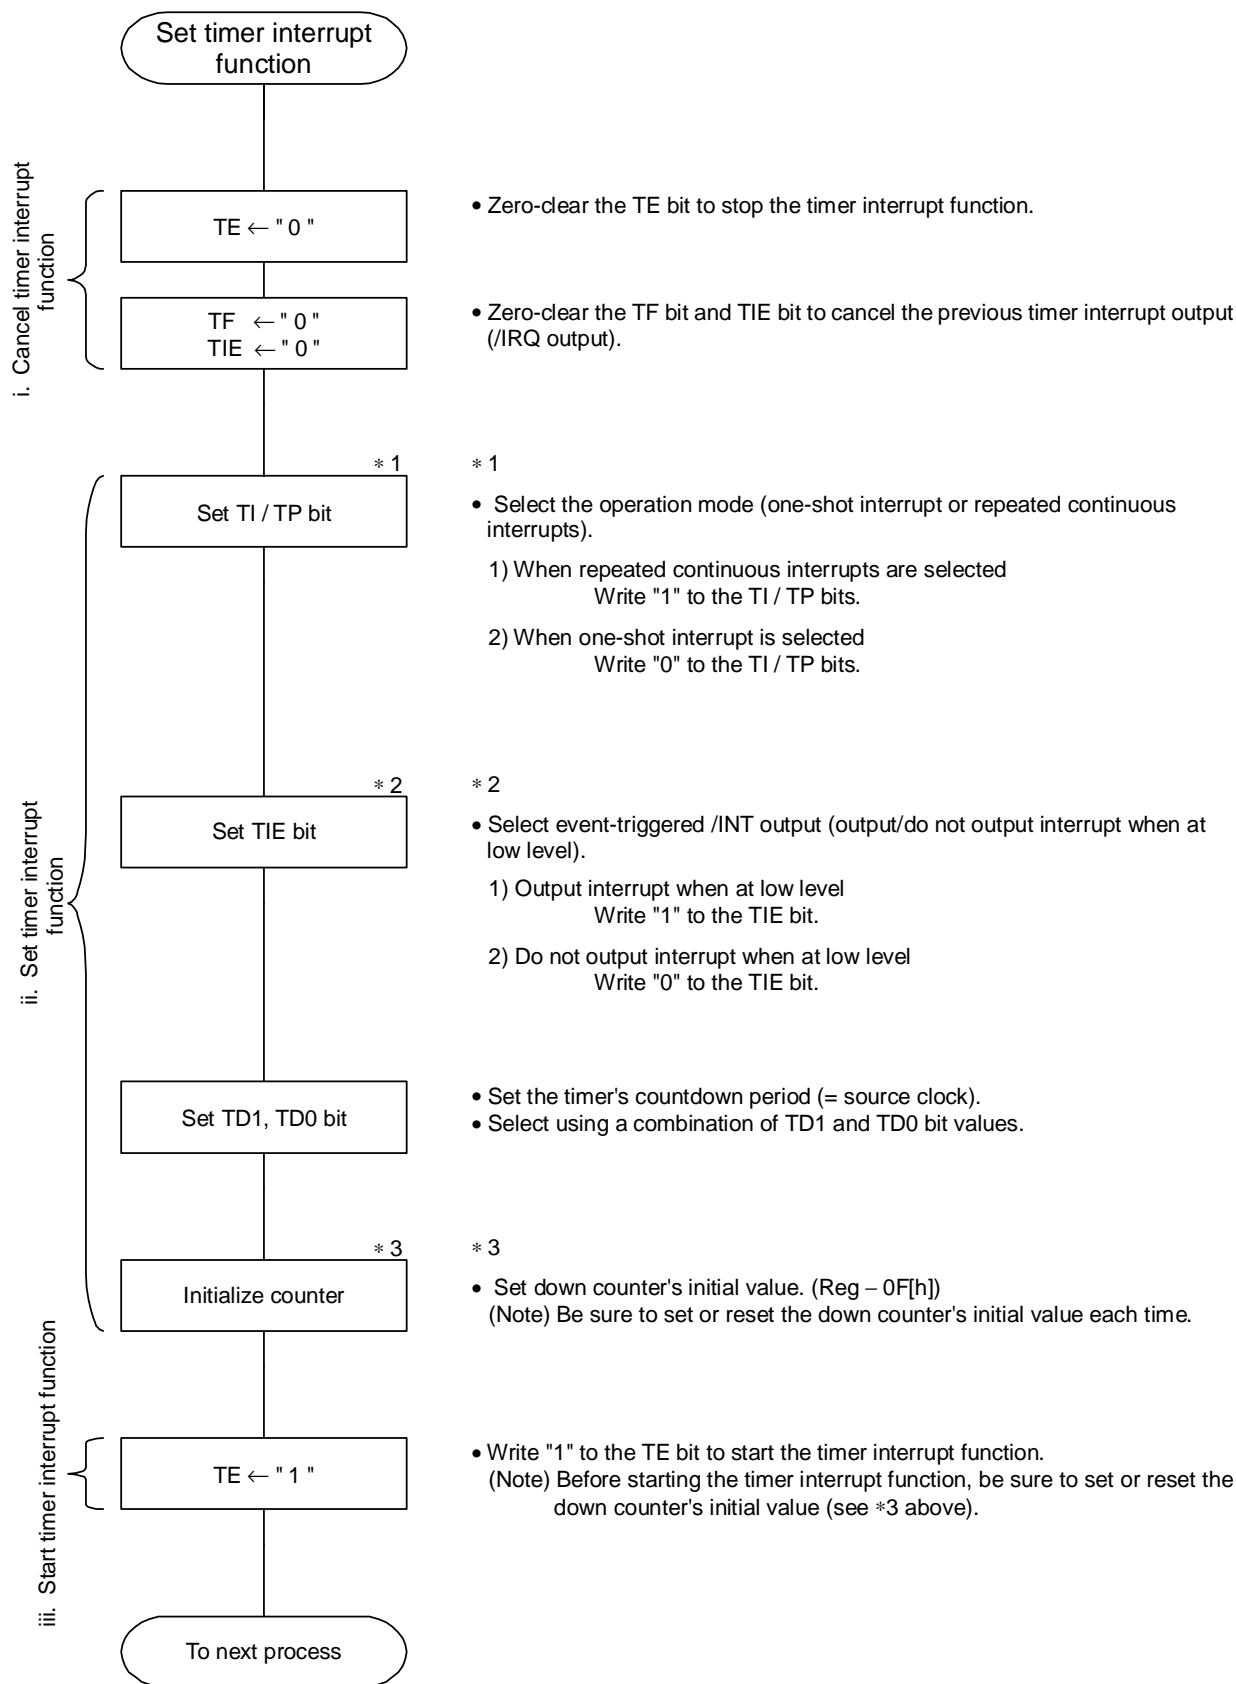 Set timer interrupt
function
i. Cancel timer interrupt
function
TE ← " 0 "
• Zero-clear the TE bit to stop the timer interrupt function.
TF ← " 0 "
TIE ← " 0 "
• Zero-clear the TF bit and TIE bit to cancel the previous timer interrupt output
(/IRQ output).
ii. Set timer interrupt
function
∗ 1
Set TI / TP bit
∗ 1
• Select the operation mode (one-shot interrupt or repeated continuous
interrupts).
1) When repeated continuous interrupts are selected
Write "1" to the TI / TP bits.
2) When one-shot interrupt is selected
Write "0" to the TI / TP bits.
∗ 2
Set TIE bit
∗ 2
• Select event-triggered /INT output (output/do not output interrupt when at
low level).
1) Output interrupt when at low level
Write "1" to the TIE bit.
2) Do not output interrupt when at low level
Write "0" to the TIE bit.
Set TD1, TD0 bit
• Set the timer's countdown period (= source clock).
• Select using a combination of TD1 and TD0 bit values.
∗ 3
Initialize counter
∗ 3
• Set down counter's initial value. (Reg – 0F[h])
(Note) Be sure to set or reset the down counter's initial value each time.
iii. Start timer interrupt function
TE ← " 1 "
• Write "1" to the TE bit to start the timer interrupt function.
(Note) Before starting the timer interrupt function, be sure to set or reset the
down counter's initial value (see ∗3 above).
To next process